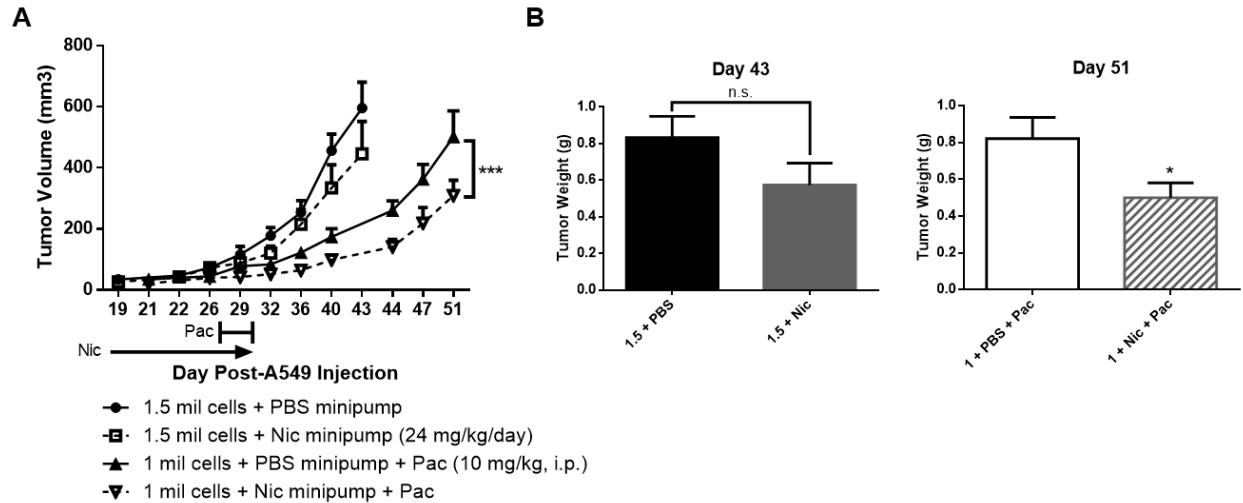 A
Tumor Volume (mm3)
800
600
400
200
0
19 21 22 26 29 32 36 40 43 44 47 51
***
Pac
Nic
Day Post-A549 Injection
1.5 mil cells + PBS minipump
1.5 mil cells + Nic minipump (24 mg/kg/day)
1 mil cells + PBS minipump + Pac (10 mg/kg, i.p.)
1 mil cells + Nic minipump + Pac
B
Day 43
n.s.
Tumor Weight (g)
1.0
0.8
0.6
0.4
0.2
0.0
1.5 + PBS
1.5 + Nic
Day 51
Tumor Weight (g)
1.0
0.8
0.6
0.4
0.2
0.0
*
1 + PBS + Pac
1 + Nic + Pac